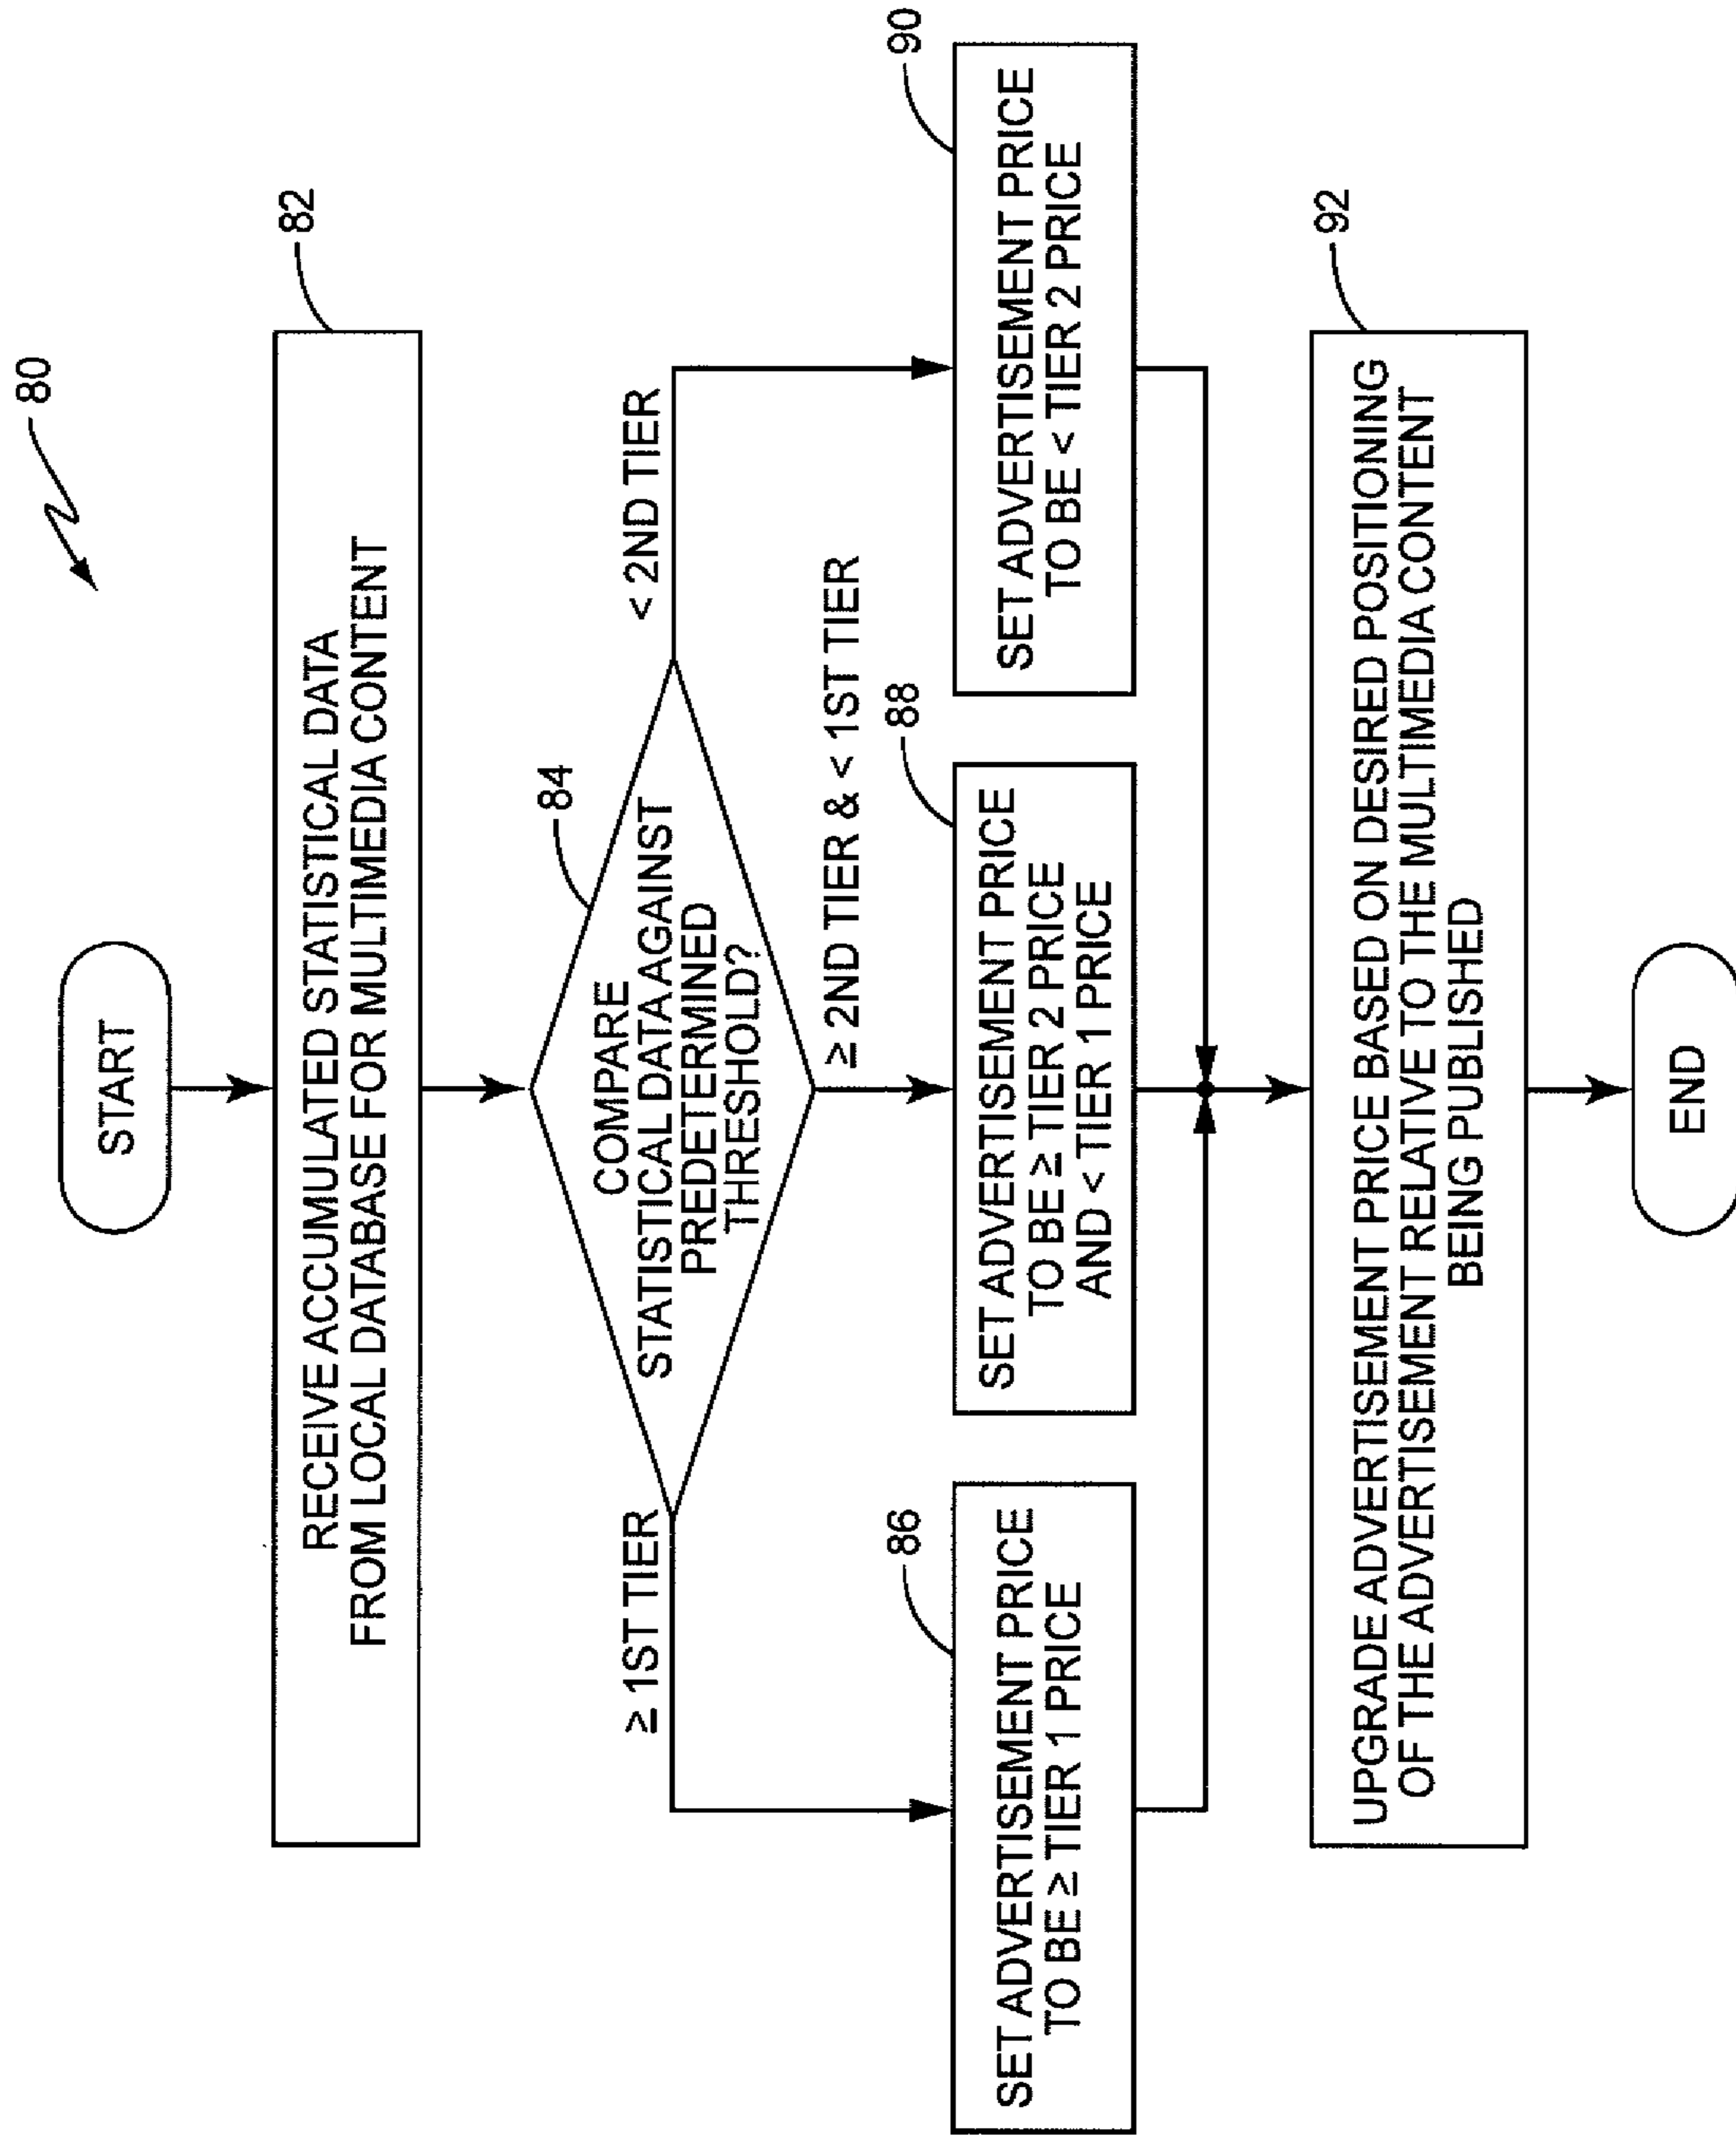 80
START
82
RECEIVE ACCUMULATED STATISTICAL DATA
FROM LOCAL DATABASE FOR MULTIMEDIA CONTENT
84
COMPARE
STATISTICAL DATA AGAINST
PREDETERMINED
THRESHOLD?
≥ 1ST TIER
≥ 2ND TIER & < 1ST TIER
< 2ND TIER
86
SET ADVERTISEMENT PRICE
TO BE ≥ TIER 1 PRICE
88
SET ADVERTISEMENT PRICE
TO BE ≥ TIER 2 PRICE
AND < TIER 1 PRICE
90
SET ADVERTISEMENT PRICE
TO BE < TIER 2 PRICE
92
UPGRADE ADVERTISEMENT PRICE BASED ON DESIRED POSITIONING
OF THE ADVERTISEMENT RELATIVE TO THE MULTIMEDIA CONTENT
BEING PUBLISHED
END